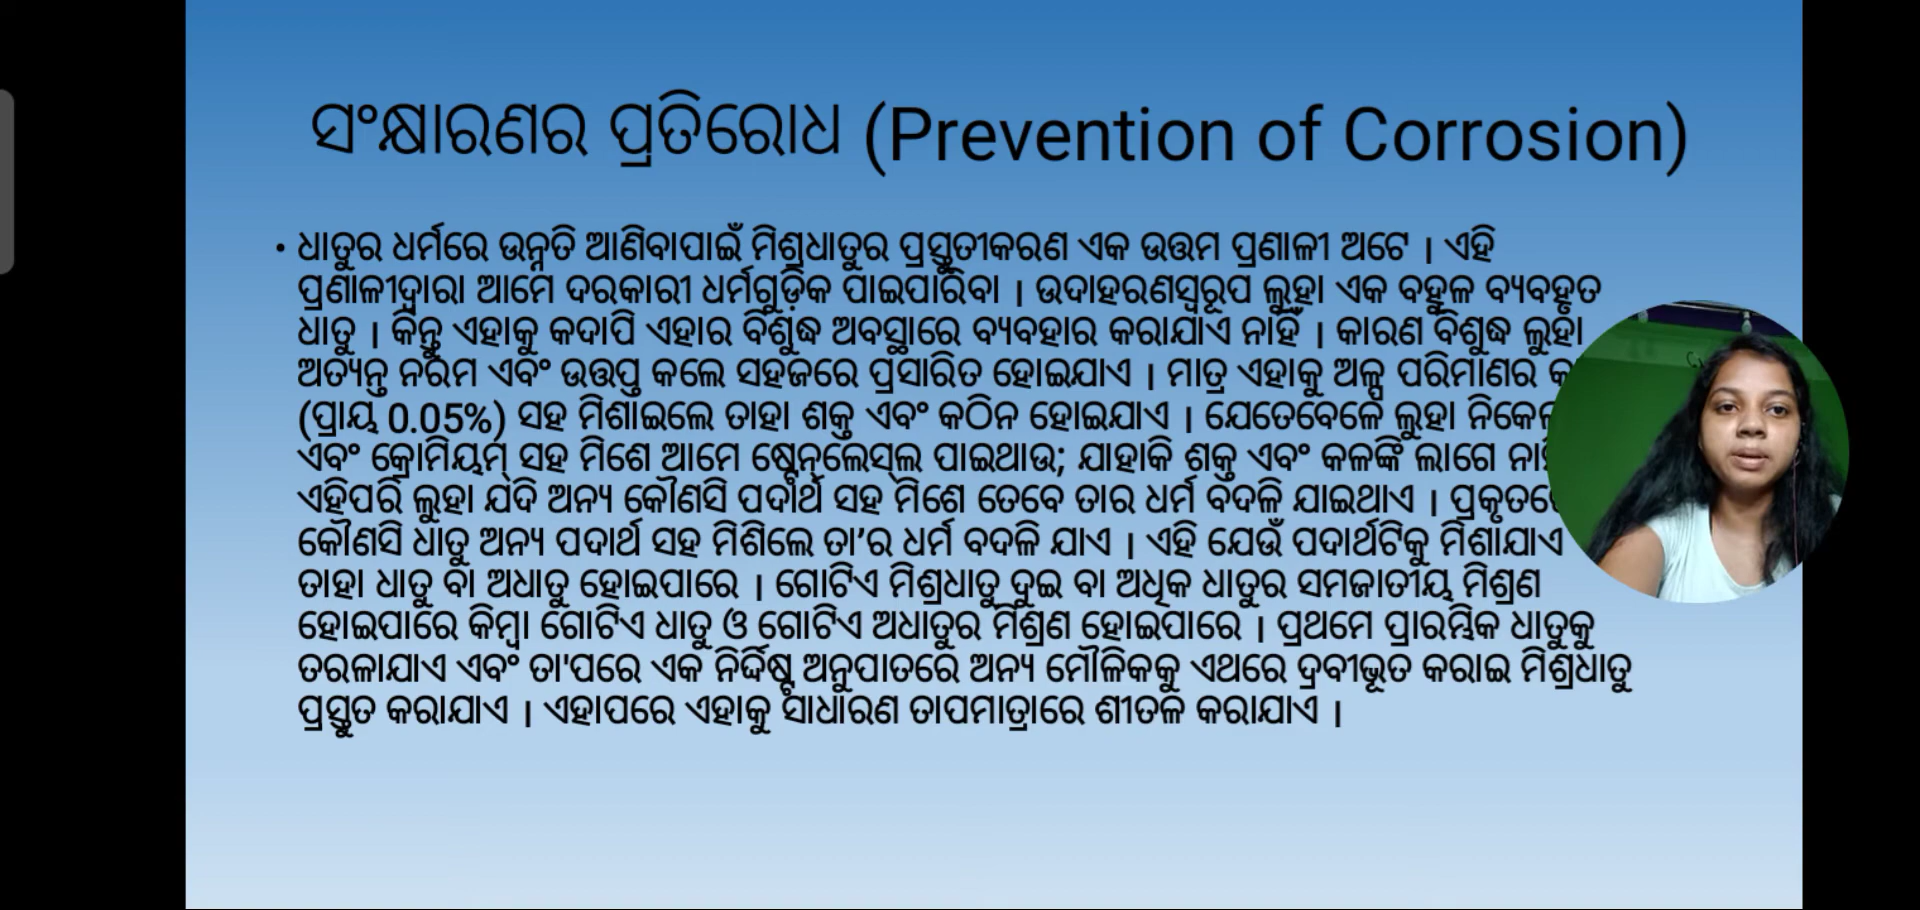 ସଂକ୍ଷାରଣର ପ୍ରତିରୋଧ (Prevention of Corrosion)
• ଧାତୁର ଧର୍ମରେ ଉନ୍ନତି ଆଣିବାପାଇଁ ମିଶ୍ରଧାତୁର ପ୍ରସ୍ତୁତୀକରଣ ଏକ ଉତ୍ତମ ପ୍ରଣାଳୀ ଅଟେ । ଏହି
ପ୍ରଣାଳୀଦ୍ୱାରା ଆମେ ଦରକାରୀ ଧର୍ମଗୁଡ଼ିକ ପାଇପାରିବା । ଉଦାହରଣସ୍ୱରୂପ ଲୁହା ଏକ ବହୁଳ ବ୍ୟବହୃତ
ଧାତୁ । କିନ୍ତୁ ଏହାକୁ କଦାପି ଏହାର ବିଶୁଦ୍ଧ ଅବସ୍ଥାରେ ବ୍ୟବହାର କରାଯାଏ ନାହିଁ । କାରଣ ବିଶୁଦ୍ଧ ଲୁହା
ଅତ୍ୟନ୍ତ ନରମ ଏବଂ ଉତ୍ତପ୍ତ କଲେ ସହଜରେ ପ୍ରସାରିତ ହୋଇଯାଏ । ମାତ୍ର ଏହାକୁ ଅଳ୍ପ ପରିମାଣର
(ପ୍ରାୟ 0.05%) ସହ ମିଶାଇଲେ ତାହା ଶକ୍ତ ଏବଂ କଠିନ ହୋଇଯାଏ । ଯେତେବେଳେ ଲୁହା
ଏବଂ କ୍ରୋମିୟମ୍ ସହ ମିଶେ ଆମେ ଷ୍ଟେନ୍‌ଲେସ୍‌ଲ ପାଇଥାଉ; ଯାହାକି ଶକ୍ତ ଏବଂ କଳଙ୍କି ଲାଗେ
ଏହିପରି ଲୁହା ଯଦି ଅନ୍ୟ କୌଣସି ପଦାର୍ଥ ସହ ମିଶେ ତେବେ ତାର ଧର୍ମ ବଦଳି ଯାଇଥାଏ ।
କୌଣସି ଧାତୁ ଅନ୍ୟ ପଦାର୍ଥ ସହ ମିଶିଲେ ତା’ର ଧର୍ମ ବଦଳି ଯାଏ । ଏହି ଯେଉଁ ପଦାର୍ଥଟିକୁ ମିଶାଯାଏ
ତାହା ଧାତୁ ବା ଅଧାତୁ ହୋଇପାରେ । ଗୋଟିଏ ମିଶ୍ରଧାତୁ ଦୁଇ ବା ଅଧିକ ଧାତୁର ସମଜାତୀୟ ମିଶ୍ରଣ
ହୋଇପାରେ କିମ୍ବା ଗୋଟିଏ ଧାତୁ ଓ ଗୋଟିଏ ଅଧାତୁର ମିଶ୍ରଣ ହୋଇପାରେ । ପ୍ରଥମେ ପ୍ରାରମ୍ଭିକ ଧାତୁକୁ
ତରଳାଯାଏ ଏବଂ ତା'ପରେ ଏକ ନିର୍ଦ୍ଦିଷ୍ଟ ଅନୁପାତରେ ଅନ୍ୟ ମୌଳିକକୁ ଏଥରେ ଦ୍ରବୀଭୂତ କରାଇ ମିଶ୍ରଧାତୁ
ପ୍ରସ୍ତୁତ କରାଯାଏ । ଏହାପରେ ଏହାକୁ ସାଧାରଣ ତାପମାତ୍ରାରେ ଶୀତଳ କରାଯାଏ ।